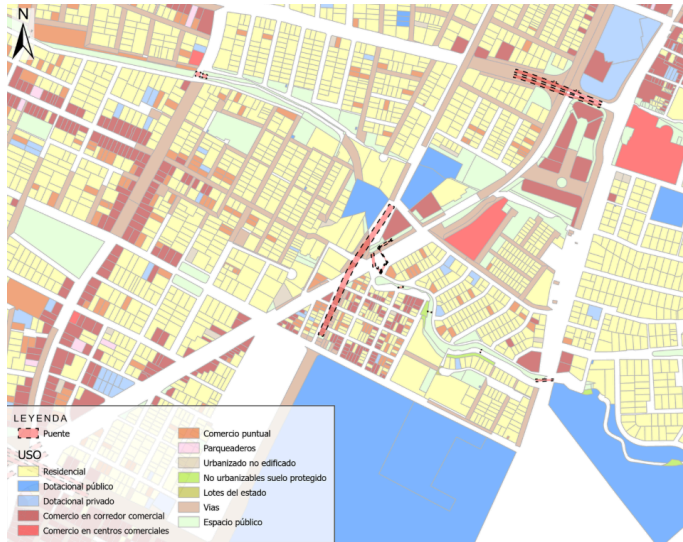 N
LEYENDA
Puente
USO
Residencial
Dotacional público
Dotacional privado
Comercio en corredor comercial
Comercio en centros comerciales
Comercio puntual
Parqueaderos
Urbanizado no edificado
No urbanizables suelo protegido
Lotes del estado
Vias
Espacio público